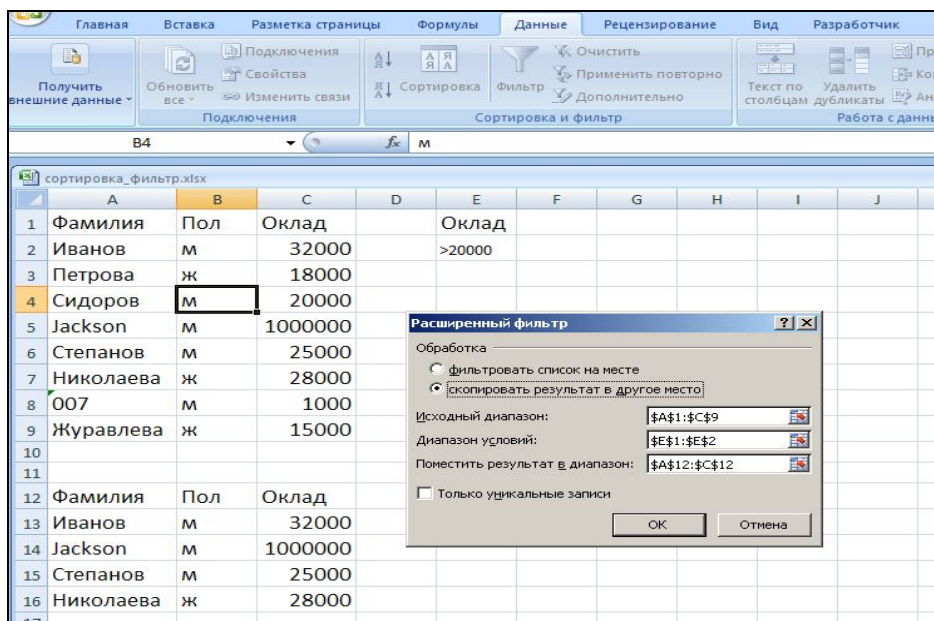 Главная Вставка Разметка страницы Формулы Данные Рецензирование Вид Разработчик
Получить внешние данные
Обновить все
Подключения
Свойства
Изменить связи
Подключения
Сортировка
Фильтр
Очистить
Применить повторно
Дополнительно
Сортировка и фильтр
Текст по столбцам
Удалить дубликаты
Работа с данн
B4 fx м
сортировка_фильтр.xlsx
A B C D E F G H I J
1 Фамилия Пол Оклад Оклад
2 Иванов м 32000 >20000
3 Петрова ж 18000
4 Сидоров м 20000
5 Jackson м 1000000
6 Степанов м 25000
7 Николаева ж 28000
8 007 м 1000
9 Журавлева ж 15000
10
11
12 Фамилия Пол Оклад
13 Иванов м 32000
14 Jackson м 1000000
15 Степанов м 25000
16 Николаева ж 28000
Расширенный фильтр
Обработка
фильтровать список на месте
скопировать результат в другое место
Исходный диапазон: $A$1:$C$9
Диапазон условий: $E$1:$E$2
Поместить результат в диапазон: $A$12:$C$12
Только уникальные записи
ОК Отмена